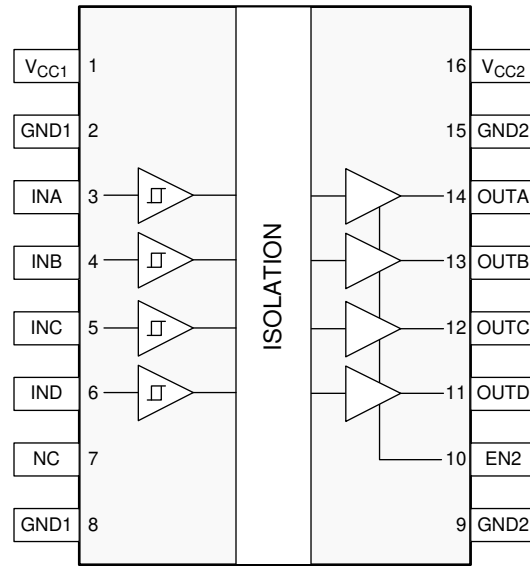 VCC1 1 16 VCC2
GND1 2 15 GND2
INA 3 14 OUTA
INB 4 13 OUTB
INC 5 12 OUTC
IND 6 11 OUTD
NC 7 10 EN2
GND1 8 9 GND2
ISOLATION